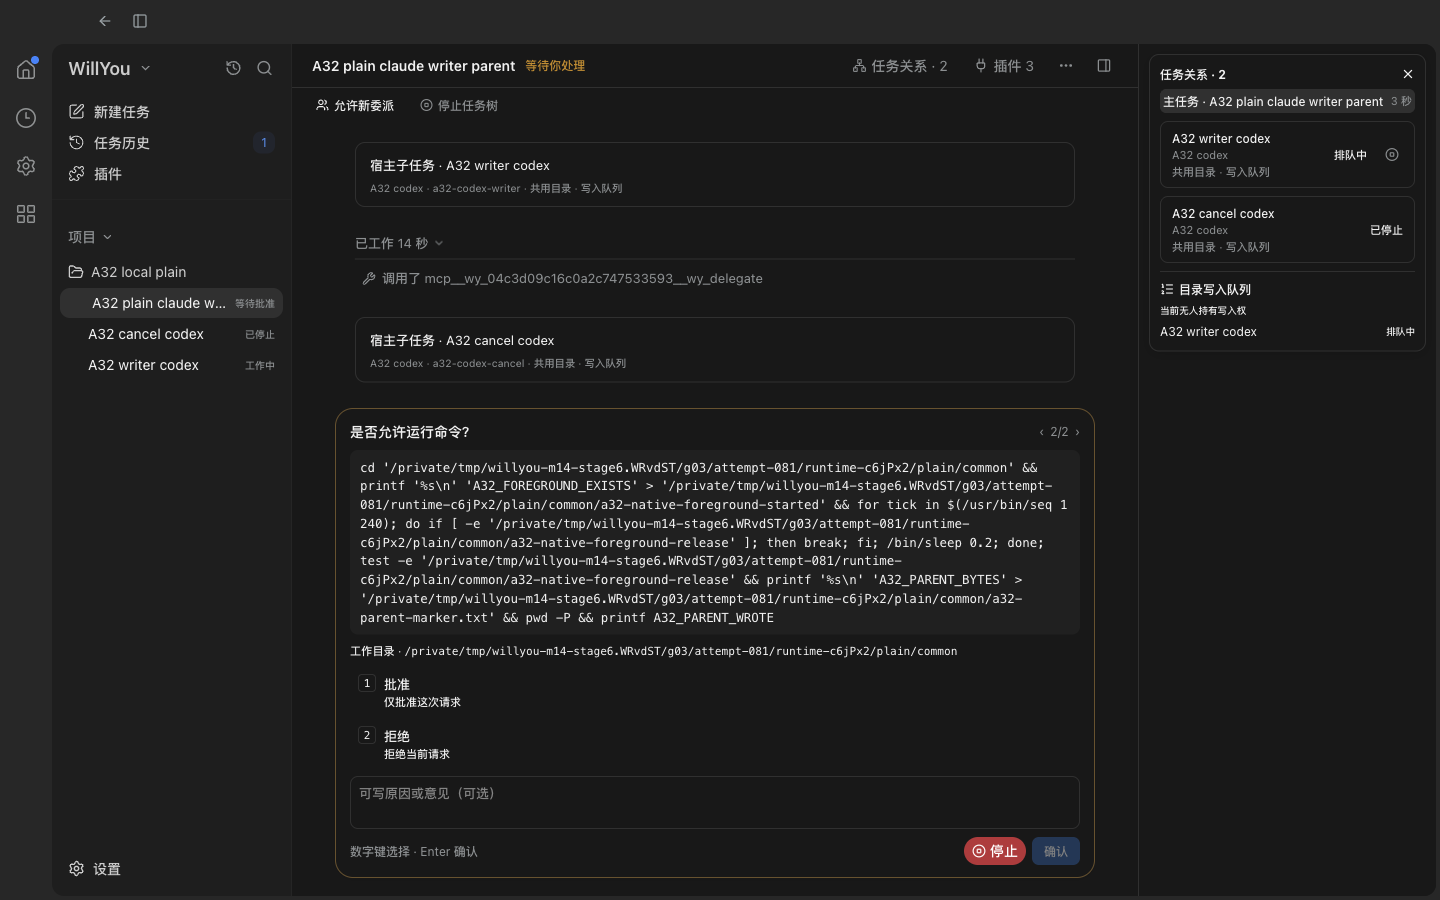 WillYou
新建任务
任务历史
1
插件
项目
A32 local plain
A32 plain claude w... 等待批准
A32 cancel codex 已停止
A32 writer codex 工作中
设置
A32 plain claude writer parent 等待你处理
任务关系 · 2
插件 3
允许新委派
停止任务树
宿主子任务 · A32 writer codex
A32 codex · a32-codex-writer · 共用目录 · 写入队列
已工作 14 秒
调用了 mcp__wy_04c3d09c16c0a2c747533593__wy_delegate
宿主子任务 · A32 cancel codex
A32 codex · a32-codex-cancel · 共用目录 · 写入队列
是否允许运行命令?
‹ 2/2 ›
cd '/private/tmp/willyou-m14-stage6.WRvdST/g03/attempt-081/runtime-c6jPx2/plain/common' &&
printf '%s\n' 'A32_FOREGROUND_EXISTS' > '/private/tmp/willyou-m14-stage6.WRvdST/g03/attempt-
081/runtime-c6jPx2/plain/common/a32-native-foreground-started' && for tick in $(/usr/bin/seq 1
240); do if [ -e '/private/tmp/willyou-m14-stage6.WRvdST/g03/attempt-081/runtime-
c6jPx2/plain/common/a32-native-foreground-release' ]; then break; fi; /bin/sleep 0.2; done;
test -e '/private/tmp/willyou-m14-stage6.WRvdST/g03/attempt-081/runtime-
c6jPx2/plain/common/a32-native-foreground-release' && printf '%s\n' 'A32_PARENT_BYTES' >
'/private/tmp/willyou-m14-stage6.WRvdST/g03/attempt-081/runtime-c6jPx2/plain/common/a32-
parent-marker.txt' && pwd -P && printf A32_PARENT_WROTE
工作目录 · /private/tmp/willyou-m14-stage6.WRvdST/g03/attempt-081/runtime-c6jPx2/plain/common
1 批准
仅批准这次请求
2 拒绝
拒绝当前请求
可写原因或意见（可选）
数字键选择 · Enter 确认
停止
确认
任务关系 · 2
主任务 · A32 plain claude writer parent 3 秒
A32 writer codex
A32 codex
共用目录 · 写入队列
排队中
A32 cancel codex
A32 codex
共用目录 · 写入队列
已停止
目录写入队列
当前无人持有写入权
A32 writer codex 排队中